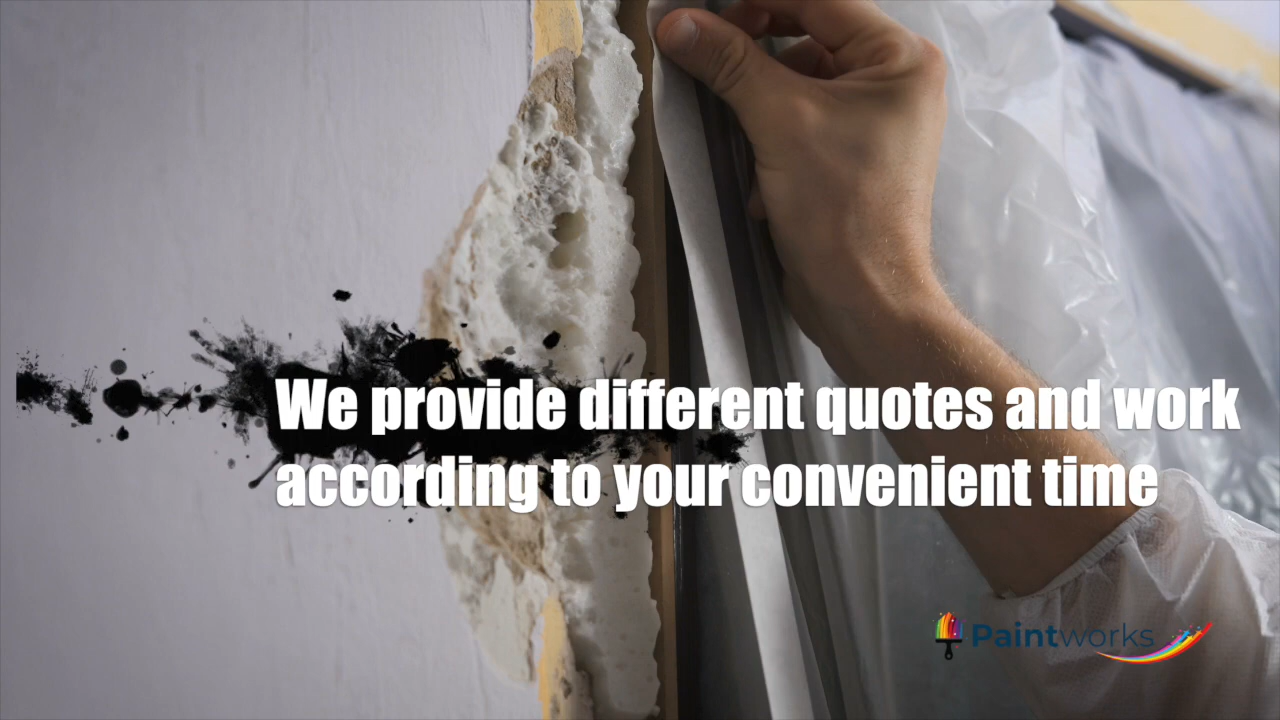 We provide different quotes and work
according to your convenient time
Paintworks